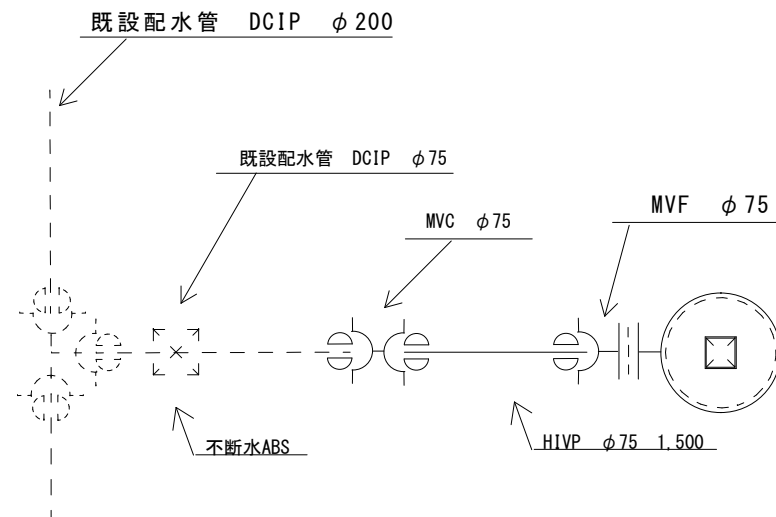 既設配水管 DCIP φ200
既設配水管 DCIP φ75
MVC φ75
MVF φ75
不断水ABS
HIVP φ75 1,500